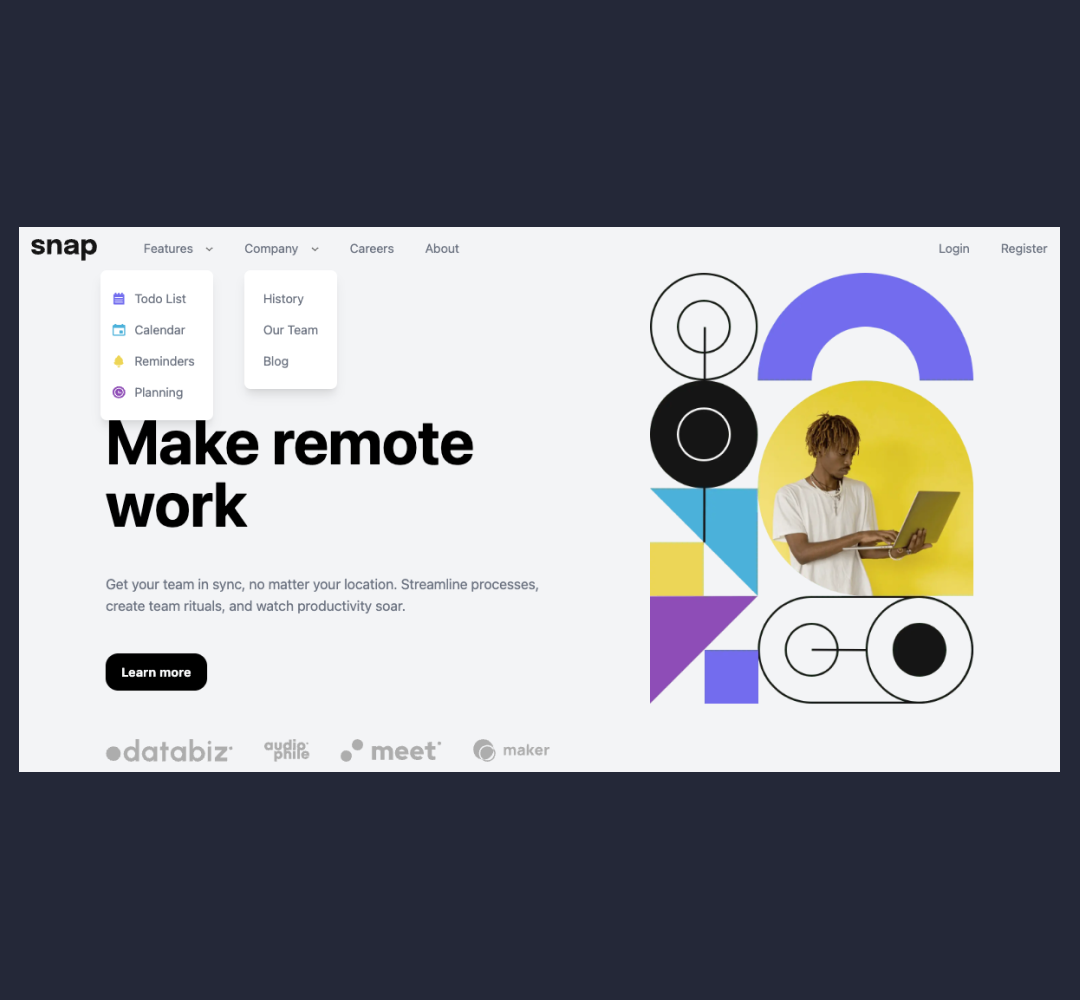 snap Features Company Careers About Login Register
Todo List
Calendar
Reminders
Planning
History
Our Team
Blog
Make remote
work
Get your team in sync, no matter your location. Streamline processes,
create team rituals, and watch productivity soar.
Learn more
databiz audiophile meet maker